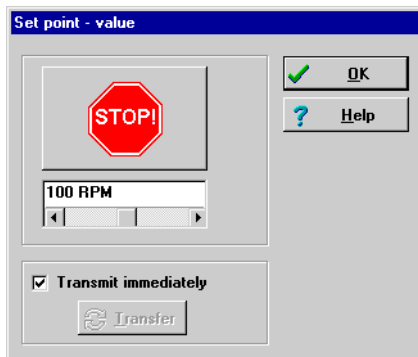 Set point - value
STOP!
OK
Help
100 RPM
Transmit immediately
Transfer